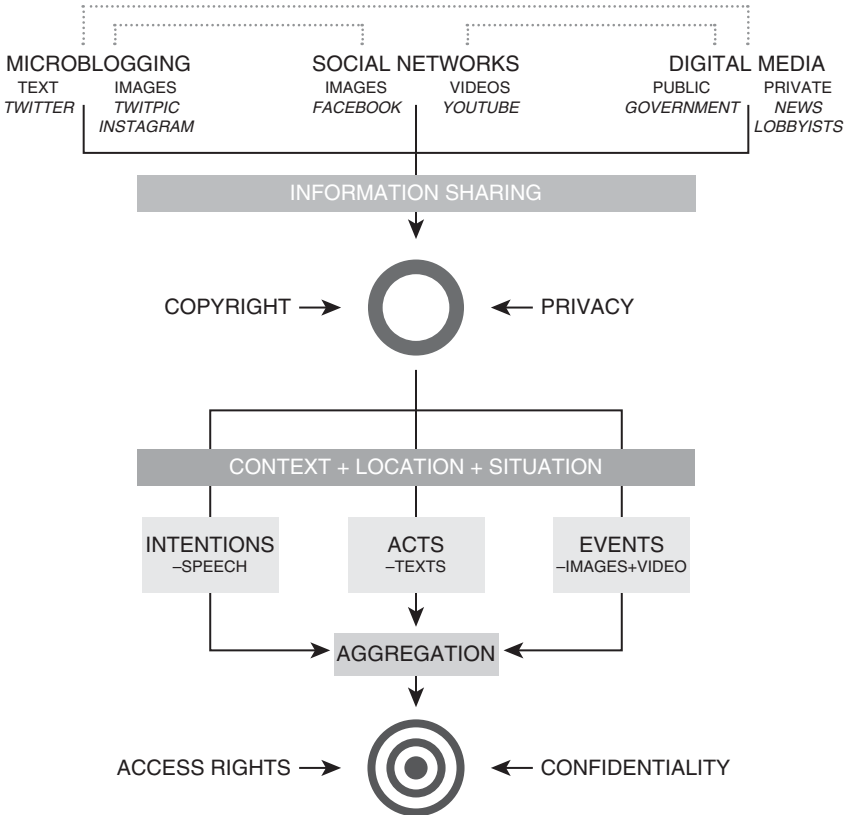 MICROBLOGGING
TEXT
TWITTER
IMAGES
TWITPIC
INSTAGRAM
SOCIAL NETWORKS
IMAGES
FACEBOOK
VIDEOS
YOUTUBE
DIGITAL MEDIA
PUBLIC
GOVERNMENT
PRIVATE
NEWS
LOBBYISTS
INFORMATION SHARING
COPYRIGHT
PRIVACY
CONTEXT + LOCATION + SITUATION
INTENTIONS
–SPEECH
ACTS
–TEXTS
EVENTS
–IMAGES+VIDEO
AGGREGATION
ACCESS RIGHTS
CONFIDENTIALITY